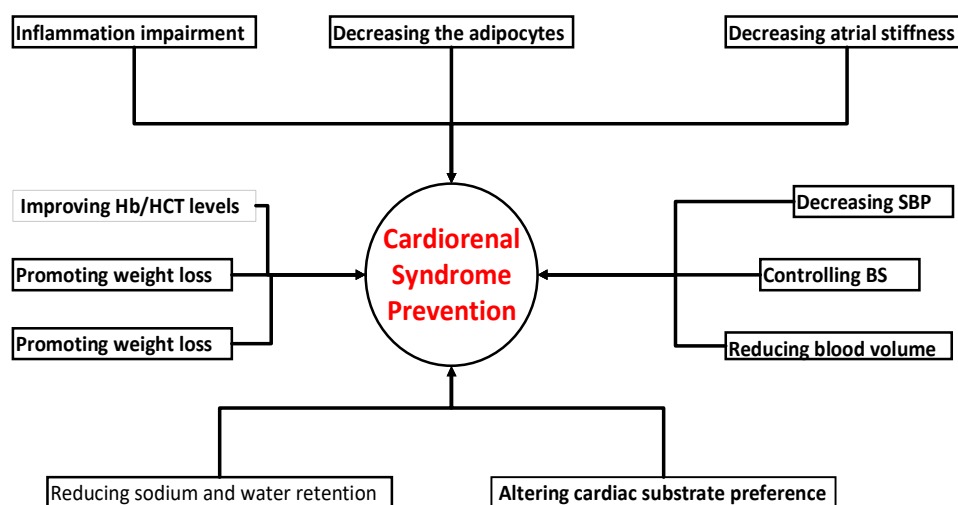 Inflammation impairment
Decreasing the adipocytes
Decreasing atrial stiffness
Improving Hb/HCT levels
Promoting weight loss
Promoting weight loss
Cardiorenal
Syndrome
Prevention
Decreasing SBP
Controlling BS
Reducing blood volume
Reducing sodium and water retention
Altering cardiac substrate preference